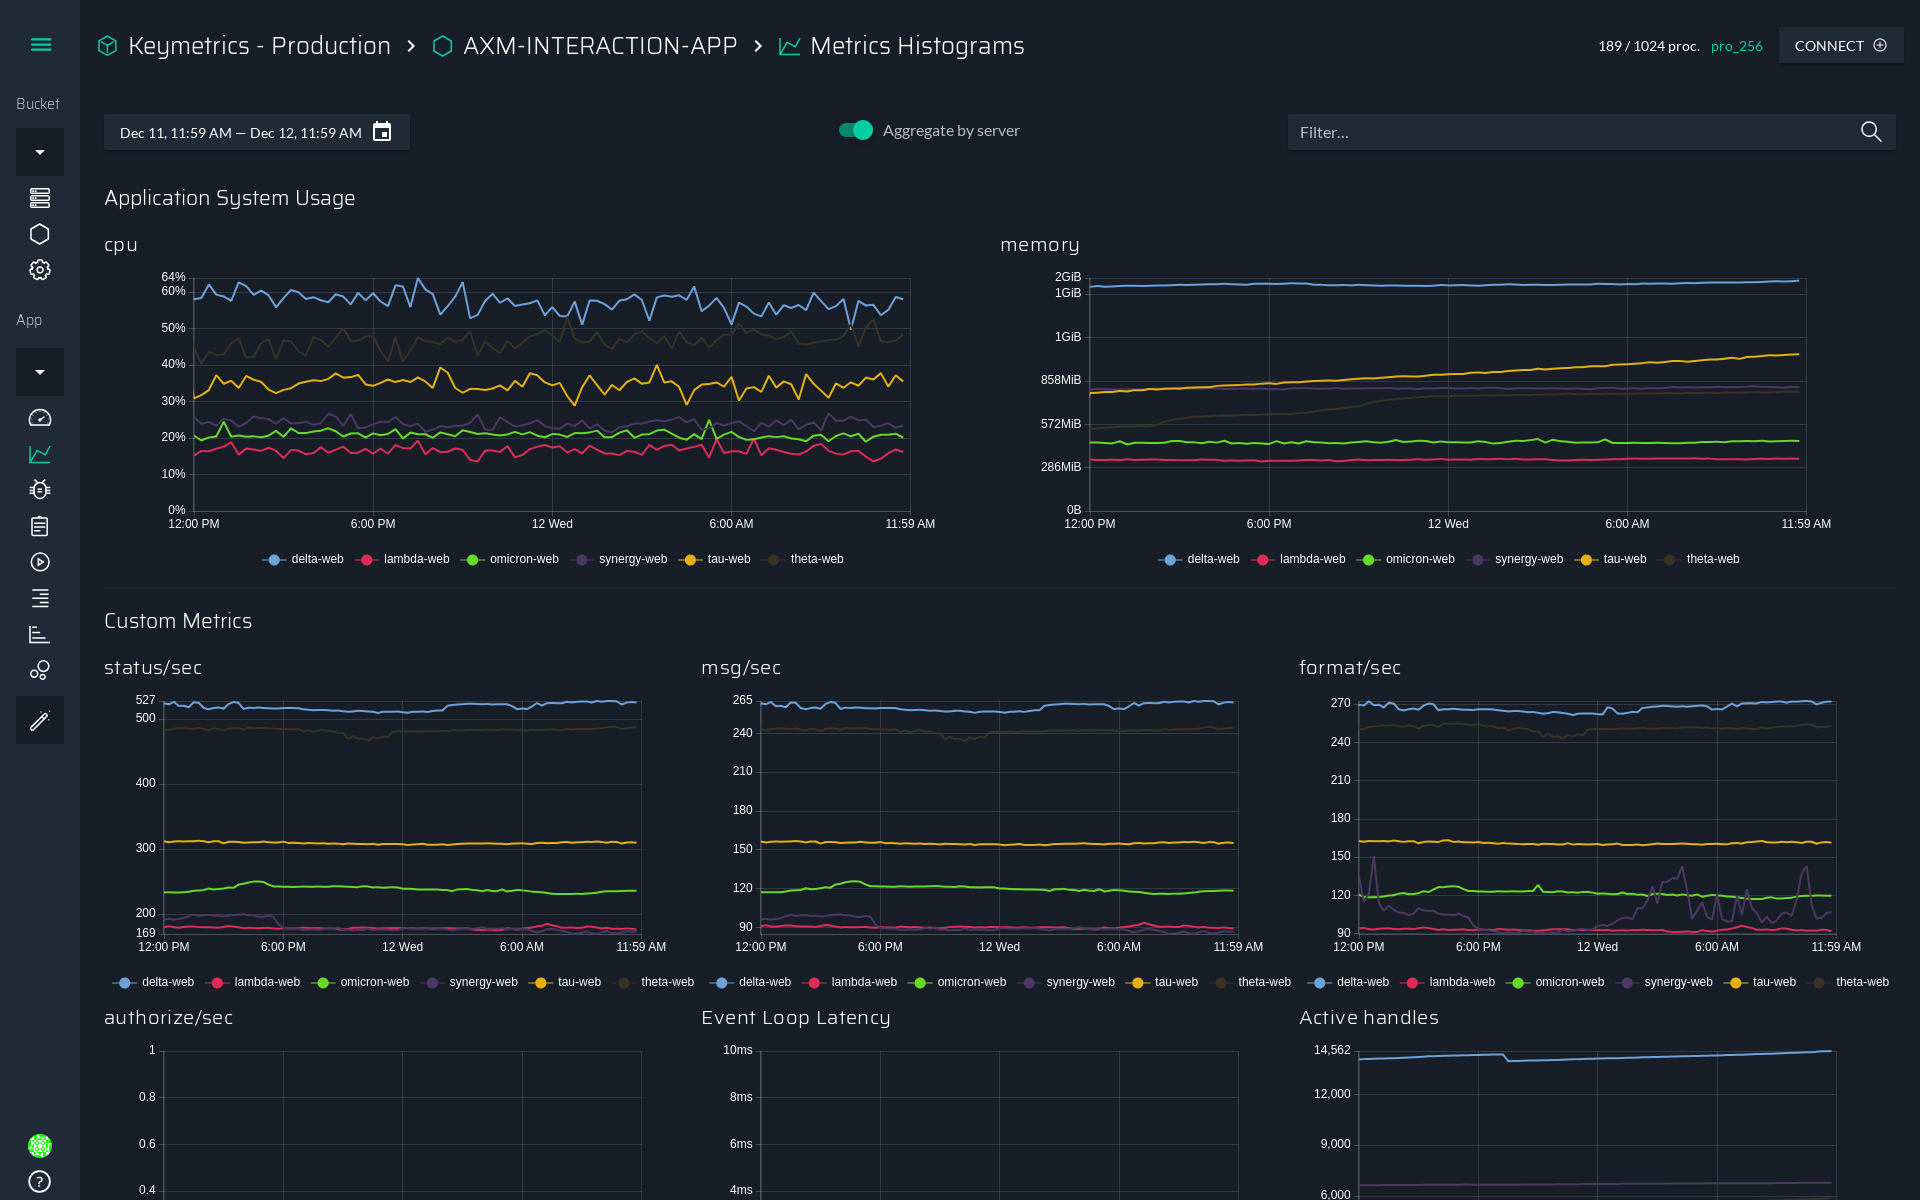 Keymetrics - Production > AXM-INTERACTION-APP > Metrics Histograms
189 / 1024 proc. pro_256 CONNECT
Bucket
Dec 11, 11:59 AM — Dec 12, 11:59 AM
Aggregate by server
Filter...
App
Application System Usage
cpu
64%
60%
50%
40%
30%
20%
10%
0%
12:00 PM 6:00 PM 12 Wed 6:00 AM 11:59 AM
delta-web lambda-web omicron-web synergy-web tau-web theta-web
memory
2GiB
1GiB
1GiB
858MiB
572MiB
286MiB
0B
12:00 PM 6:00 PM 12 Wed 6:00 AM 11:59 AM
delta-web lambda-web omicron-web synergy-web tau-web theta-web
Custom Metrics
status/sec
527
500
400
300
200
169
12:00 PM 6:00 PM 12 Wed 6:00 AM 11:59 AM
delta-web lambda-web omicron-web synergy-web tau-web theta-web
msg/sec
265
240
210
180
150
120
90
12:00 PM 6:00 PM 12 Wed 6:00 AM 11:59 AM
delta-web lambda-web omicron-web synergy-web tau-web theta-web
format/sec
270
240
210
180
150
120
90
12:00 PM 6:00 PM 12 Wed 6:00 AM 11:59 AM
delta-web lambda-web omicron-web synergy-web tau-web theta-web
authorize/sec
1
0.8
0.6
0.4
Event Loop Latency
10ms
8ms
6ms
4ms
Active handles
14,562
12,000
9,000
6,000